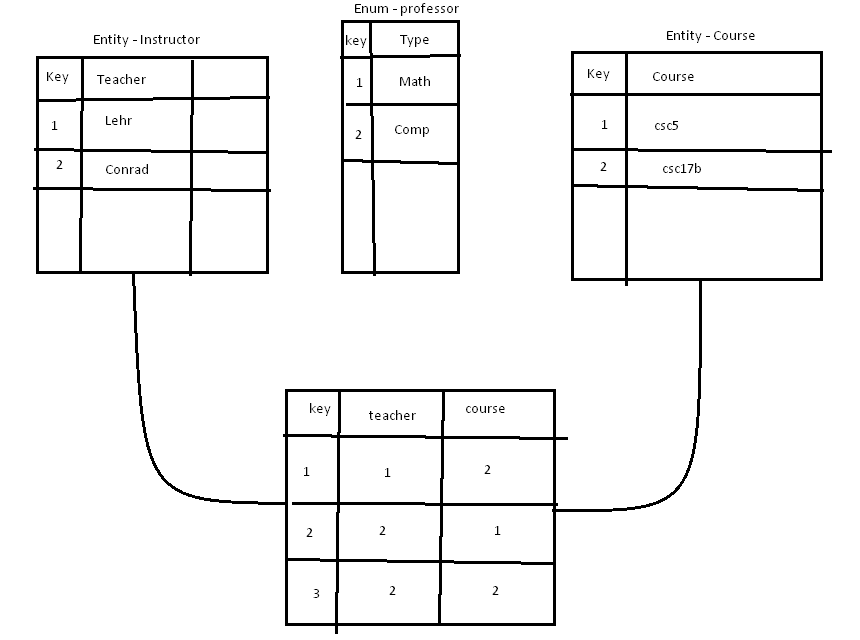 Enum - professor
Entity - Instructor
Entity - Course
key Type
Key Teacher
Key Course
1 Math
1 Lehr
1 csc5
2 Comp
2 Conrad
2 csc17b
key teacher course
1 1 2
2 2 1
3 2 2